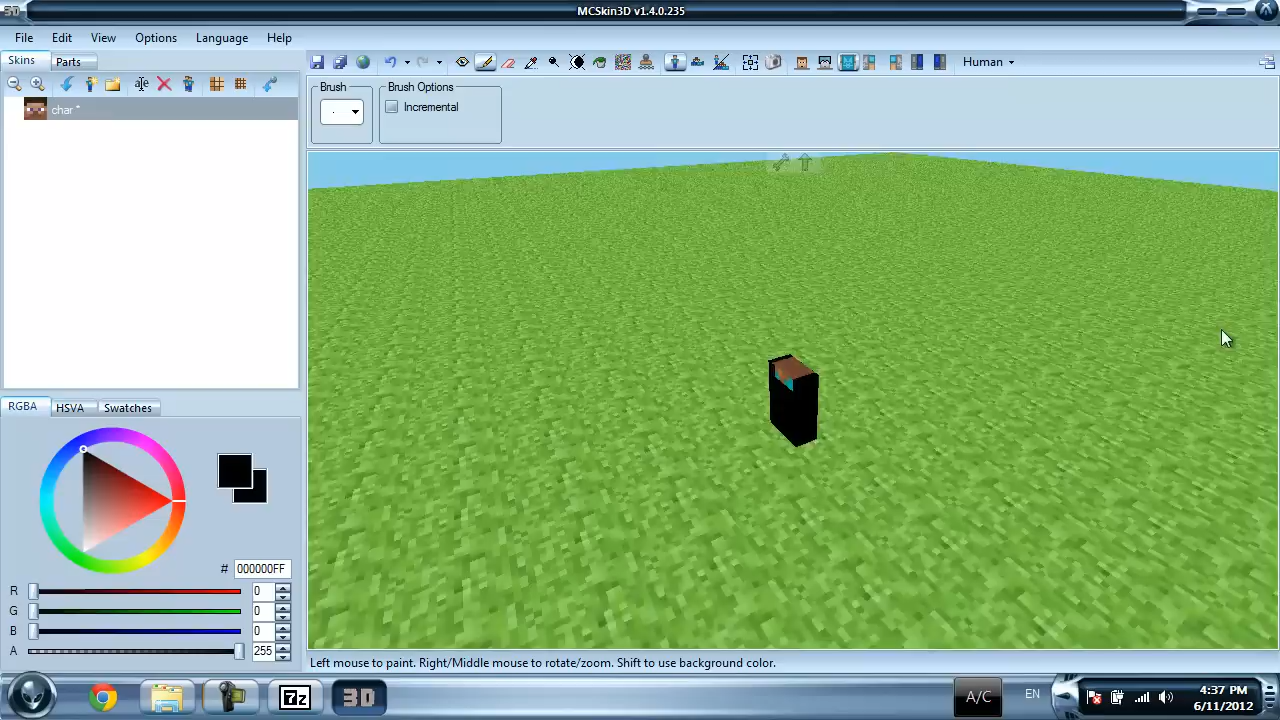 3D
MCSkin3D v1.4.0.235
File Edit View Options Language Help
Skins Parts
Human
char *
Brush
Brush Options
Incremental
RGBA HSVA Swatches
# 000000FF
R 0
G 0
B 0
A 255
Left mouse to paint. Right/Middle mouse to rotate/zoom. Shift to use background color.
7z
3D
A/C
EN
4:37 PM
6/11/2012